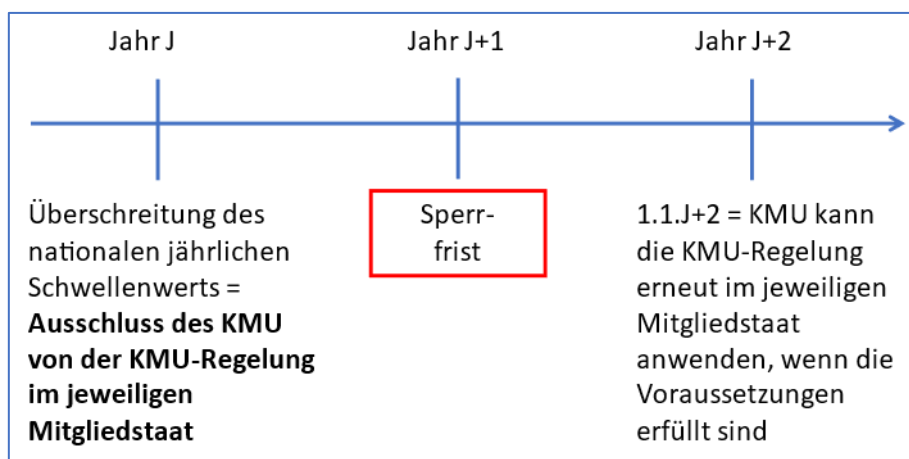 Jahr J
Jahr J+1
Jahr J+2
Überschreitung des
nationalen jährlichen
Schwellenwerts =
Ausschluss des KMU
von der KMU-Regelung
im jeweiligen
Mitgliedstaat
Sperr-
frist
1.1.J+2 = KMU kann
die KMU-Regelung
erneut im jeweiligen
Mitgliedstaat
anwenden, wenn die
Voraussetzungen
erfüllt sind